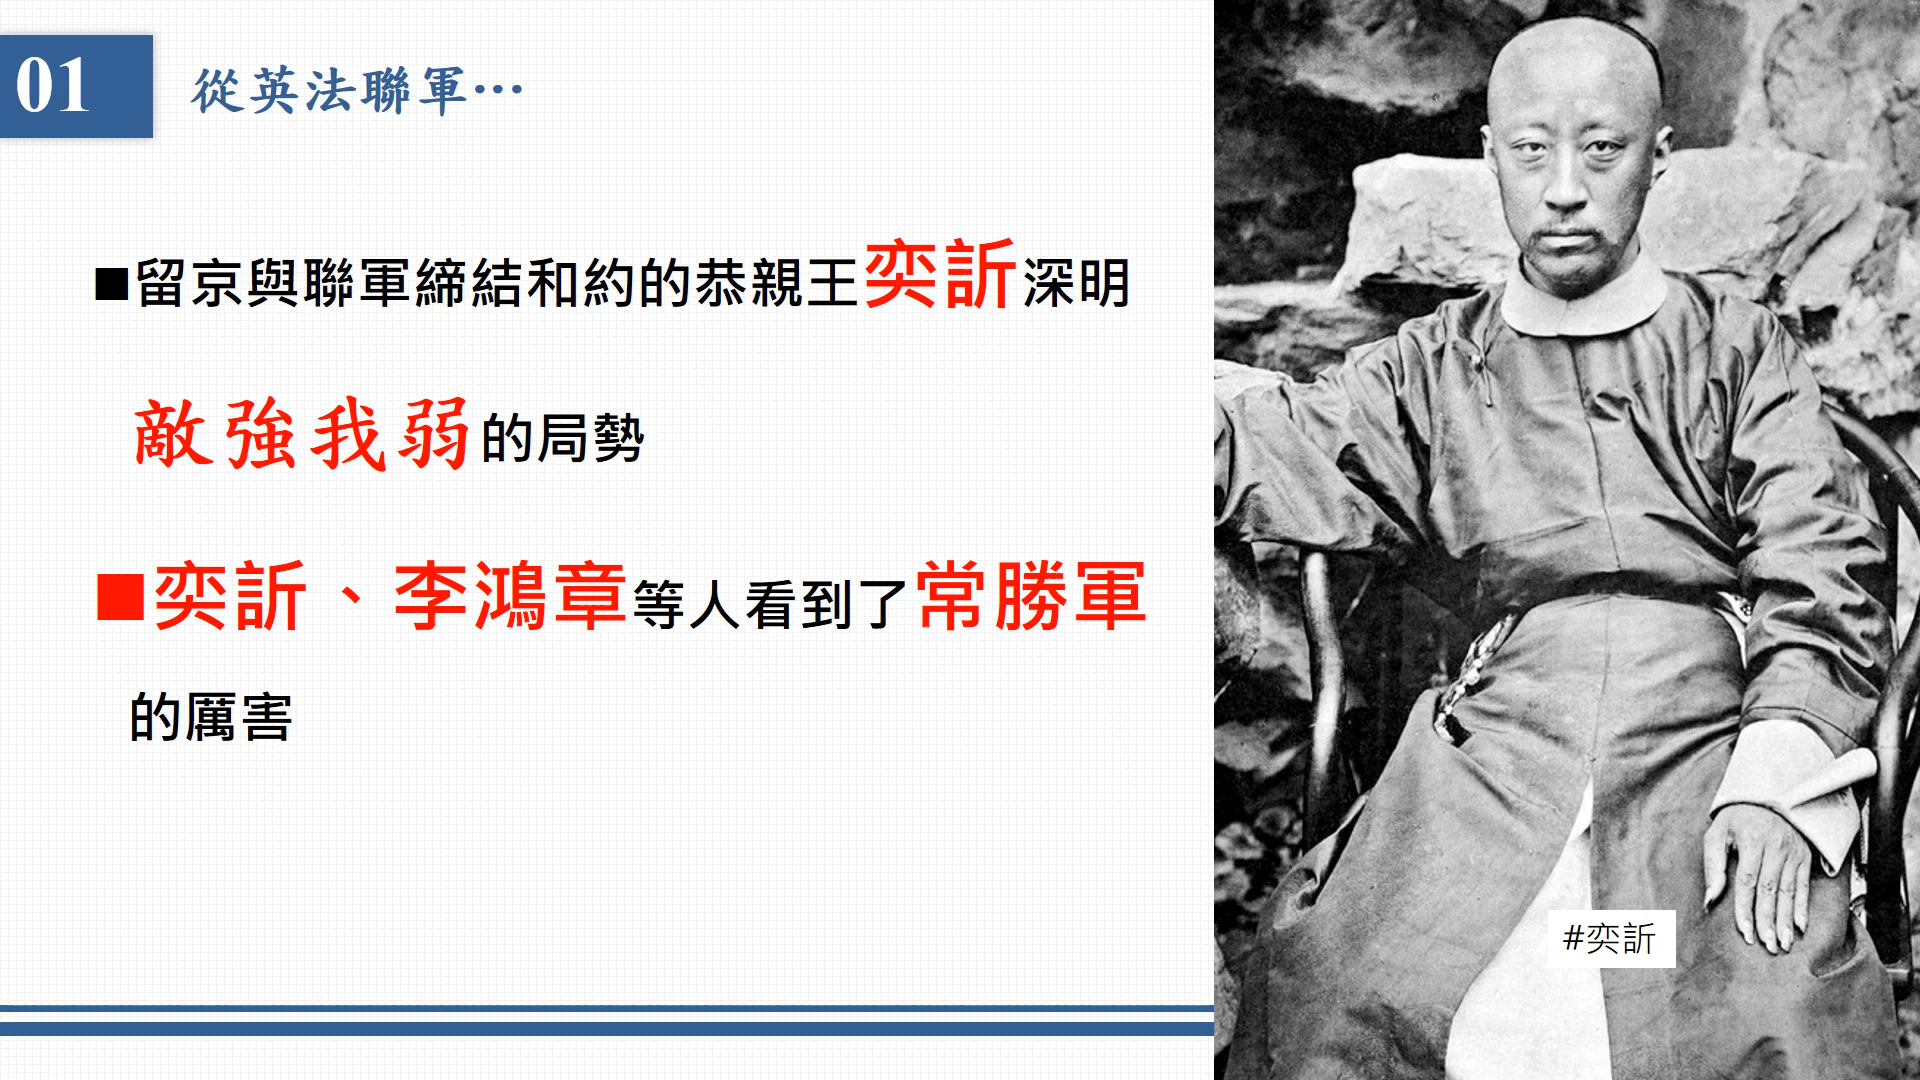 01
從英法聯軍…
■留京與聯軍締結和約的恭親王奕訢深明
敵強我弱的局勢
■奕訢、李鴻章等人看到了常勝軍
的厲害
#奕訢